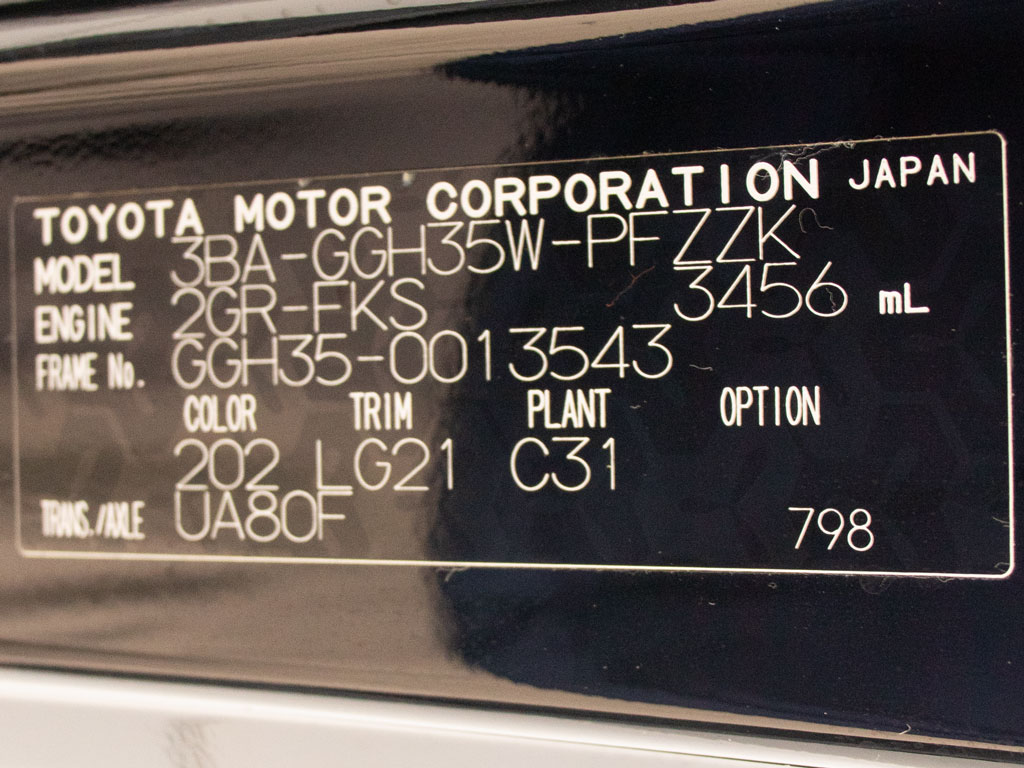 TOYOTA MOTOR CORPORATION JAPAN
MODEL 3BA-GGH35W-PFZZK
ENGINE 2GR-FKS 3456 mL
FRAME No. GGH35-0013543
COLOR TRIM PLANT OPTION
202 LG21 C31
TRANS./AXLE UA80F 798